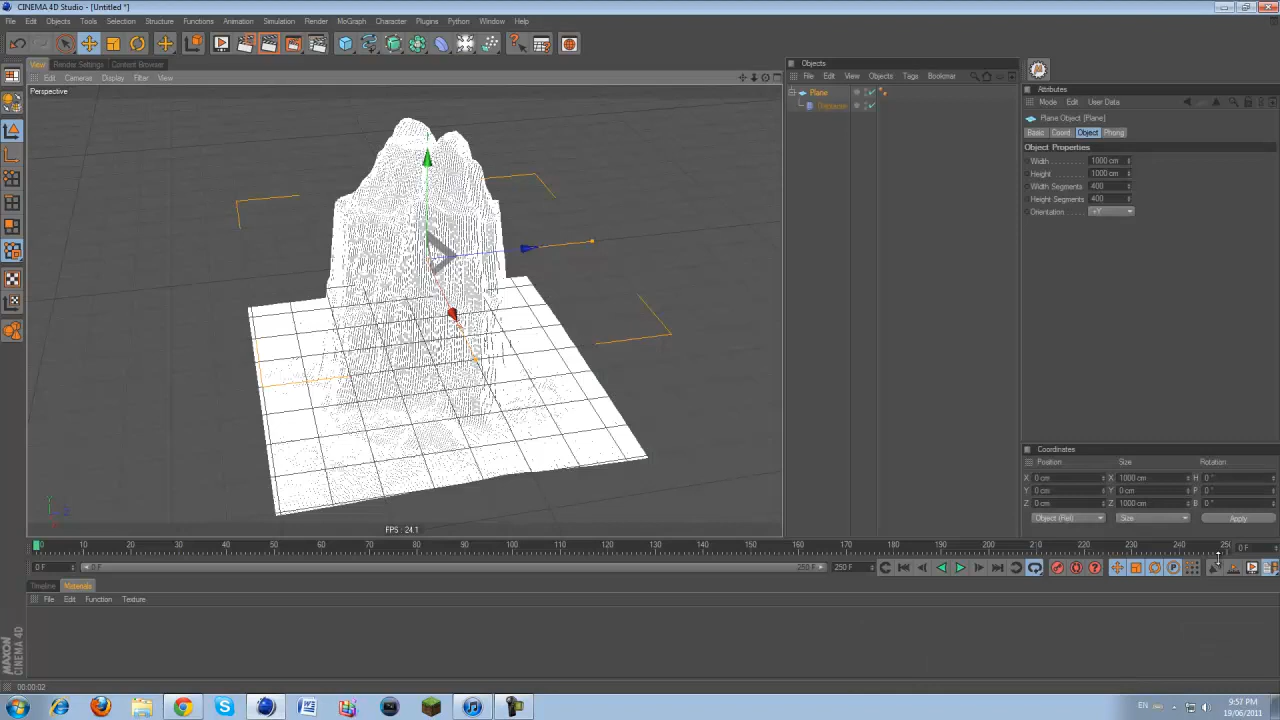 CINEMA 4D Studio - [Untitled *]
File Edit Objects Tools Selection Structure Functions Animation Simulation Render MoGraph Character Plugins Python Window Help
View Render Settings Content Browser
Edit Cameras Display Filter View
Perspective
FPS : 24.1
Objects
File Edit View Objects Tags Bookmar
Plane
Displacer
Attributes
Mode Edit User Data
Plane Object [Plane]
Basic Coord Object Phong
Object Properties
Width 1000 cm
Height 1000 cm
Width Segments 400
Height Segments 400
Orientation +Y
Coordinates
Position Size Rotation
X 0 cm X 1000 cm H 0 °
Y 0 cm Y 0 cm P 0 °
Z 0 cm Z 1000 cm B 0 °
Object (Rel) Size Apply
0 10 20 30 40 50 60 70 80 90 100 110 120 130 140 150 160 170 180 190 200 210 220 230 240 25 0 F
0 F 0 F 250 F 250 F
Timeline Materials
File Edit Function Texture
MAXON CINEMA 4D
00:00:02
EN 9:57 PM
19/06/2011